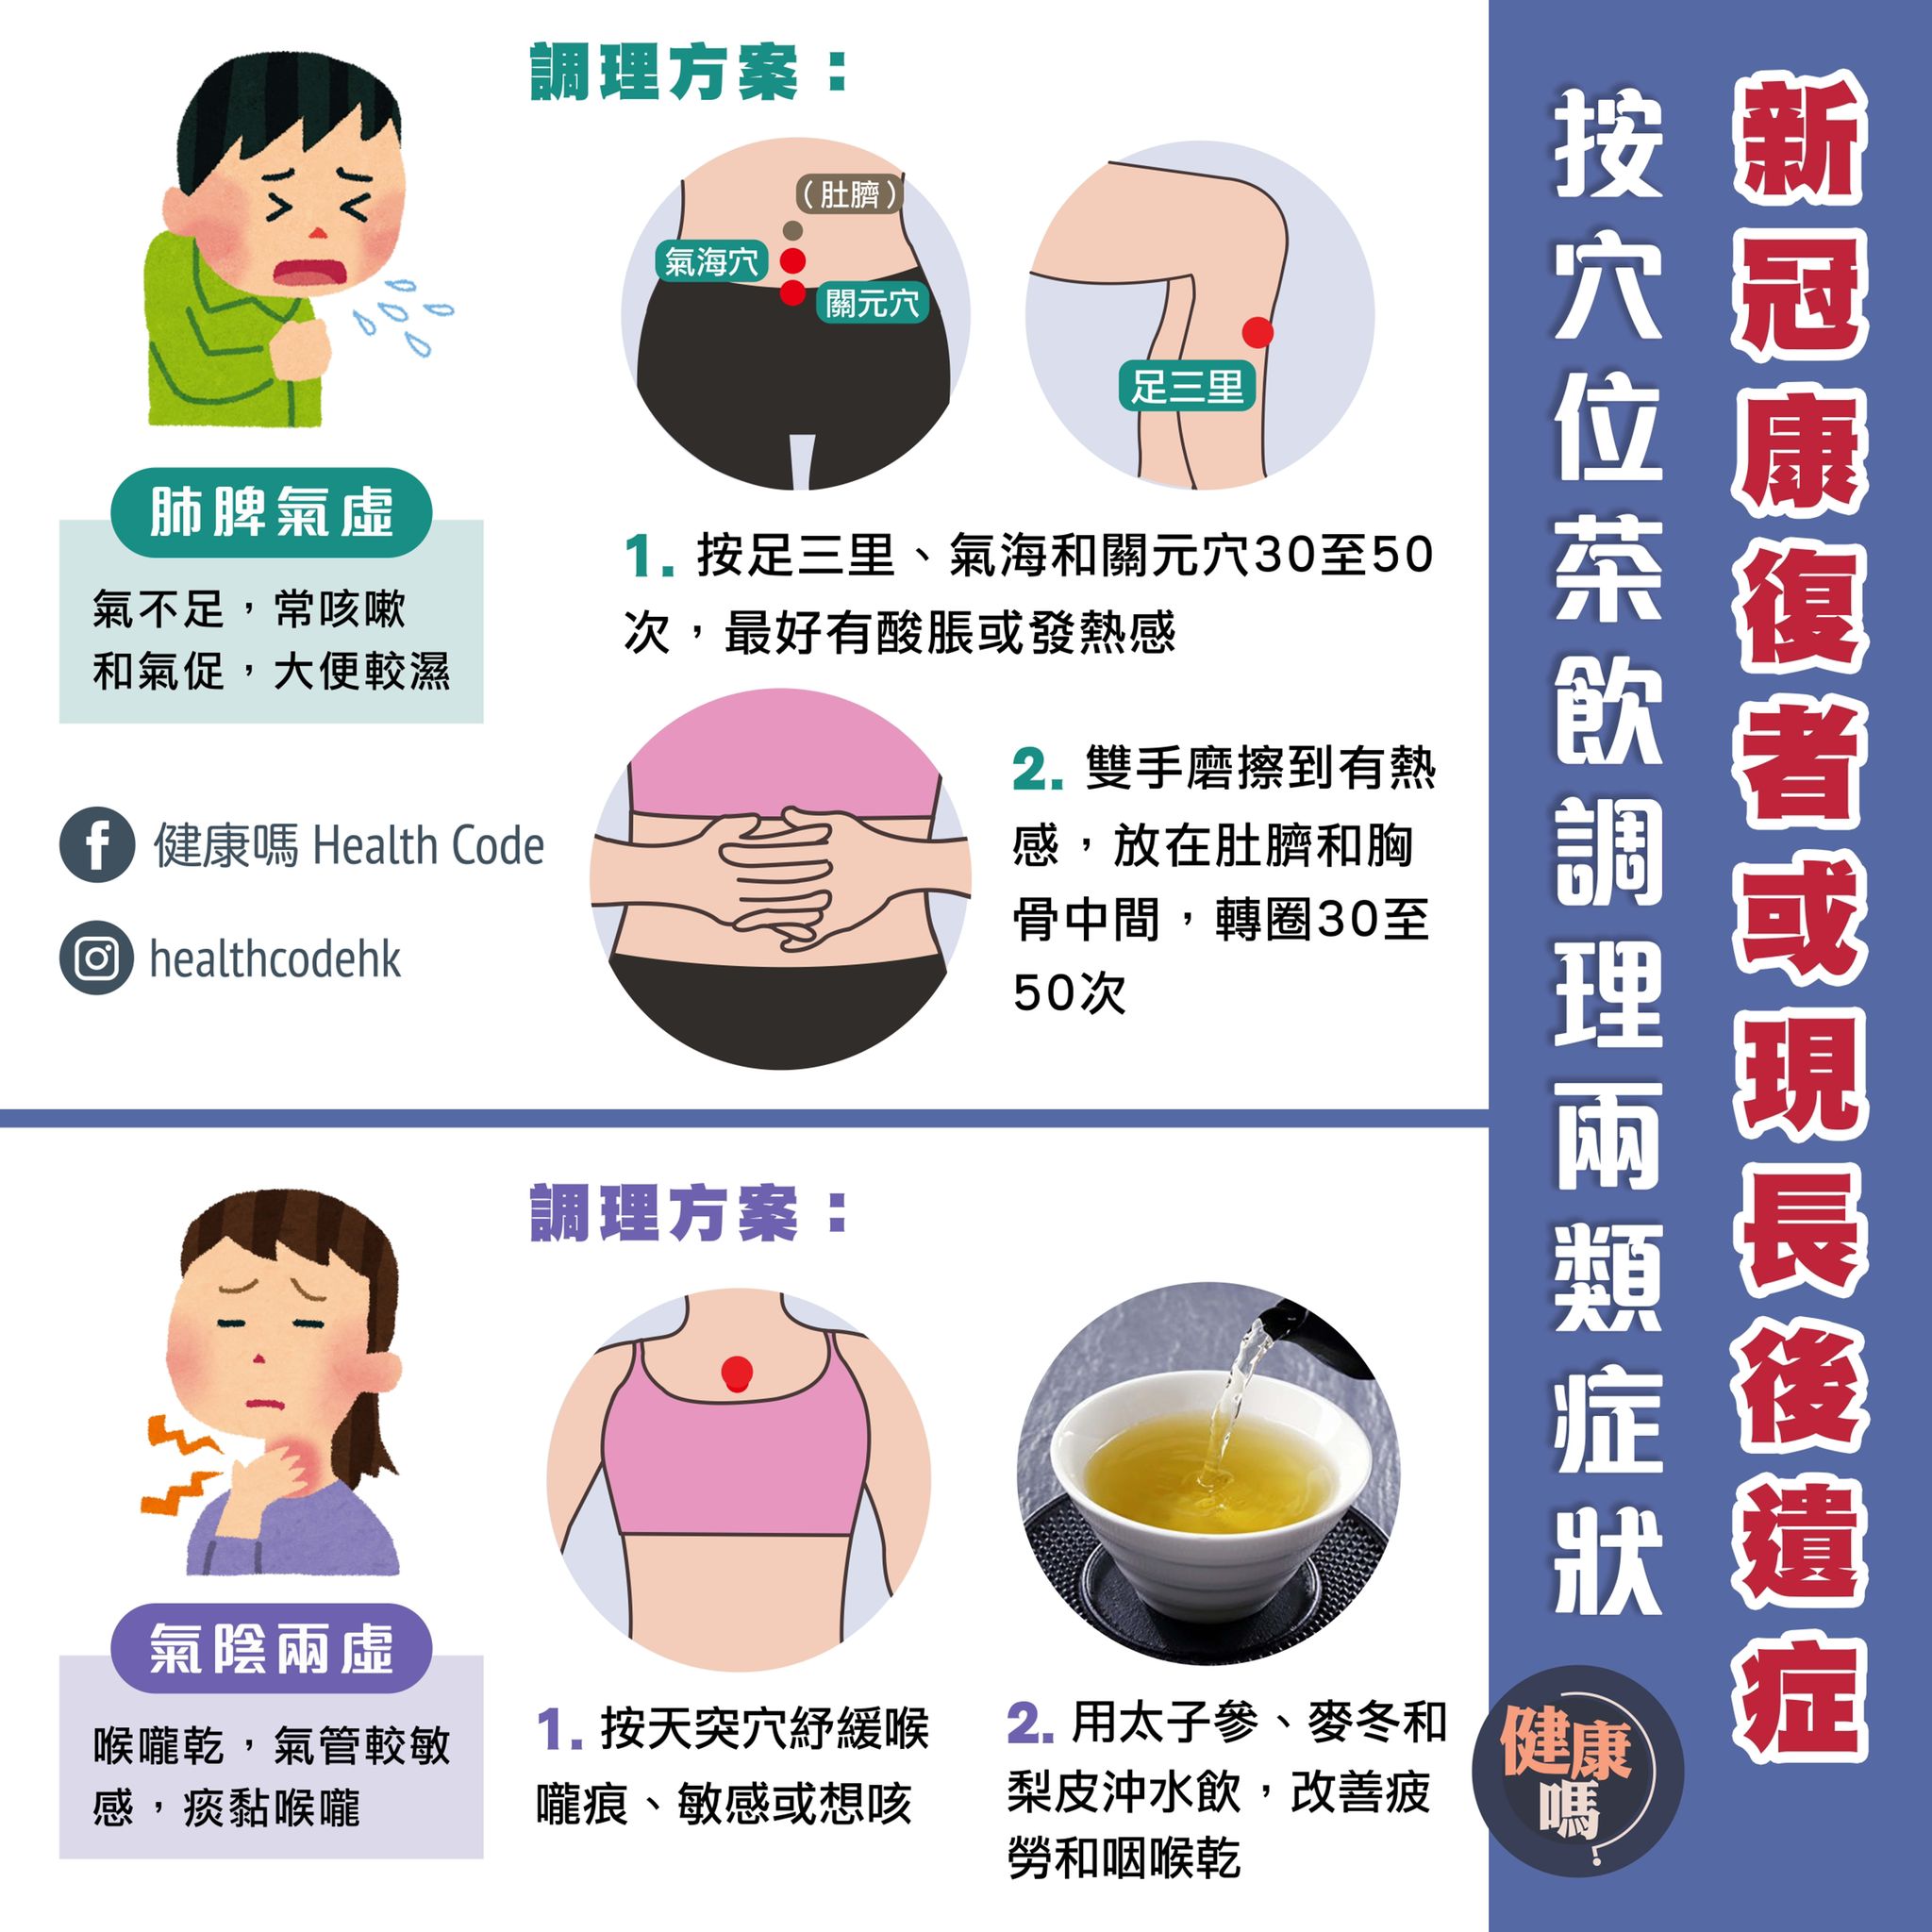 新冠康復者或現長後遺症
按穴位茶飲調理兩類症狀
肺脾氣虛
氣不足，常咳嗽
和氣促，大便較濕
調理方案：
（肚臍）
氣海穴
關元穴
足三里
1. 按足三里、氣海和關元穴30至50
次，最好有酸脹或發熱感
2. 雙手磨擦到有熱
感，放在肚臍和胸
骨中間，轉圈30至
50次
健康嗎 Health Code
healthcodehk
氣陰兩虛
喉嚨乾，氣管較敏
感，痰黏喉嚨
調理方案：
1. 按天突穴紓緩喉
嚨痕、敏感或想咳
2. 用太子參、麥冬和
梨皮沖水飲，改善疲
勞和咽喉乾
健康
嗎?